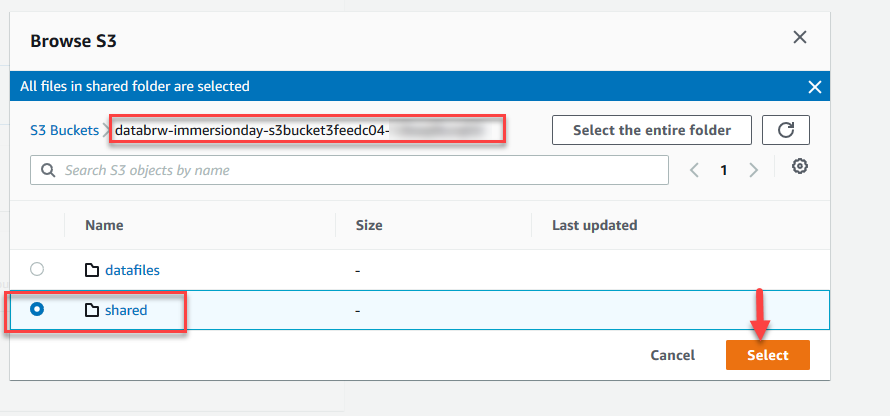 Browse S3
All files in shared folder are selected
S3 Buckets databrw-immersionday-s3bucket3feedc04- Select the entire folder
Search S3 objects by name 1
Name Size Last updated
datafiles -
shared -
Cancel Select